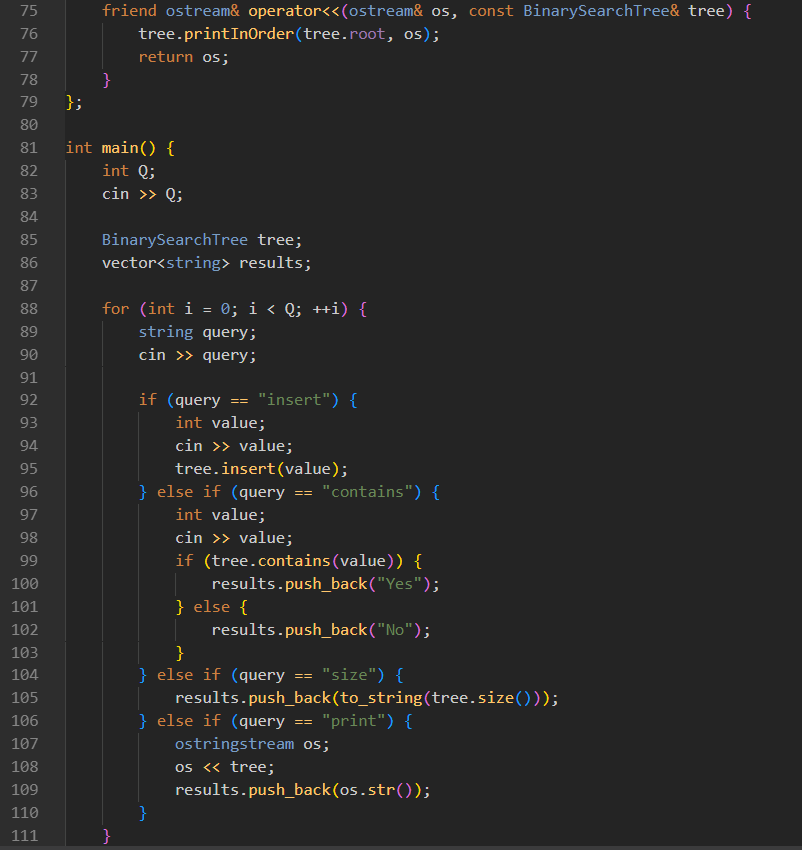 75 friend ostream& operator<<(ostream& os, const BinarySearchTree& tree) {
76 tree.printInOrder(tree.root, os);
77 return os;
78 }
79 };
80
81 int main() {
82 int Q;
83 cin >> Q;
84
85 BinarySearchTree tree;
86 vector<string> results;
87
88 for (int i = 0; i < Q; ++i) {
89 string query;
90 cin >> query;
91
92 if (query == "insert") {
93 int value;
94 cin >> value;
95 tree.insert(value);
96 } else if (query == "contains") {
97 int value;
98 cin >> value;
99 if (tree.contains(value)) {
100 results.push_back("Yes");
101 } else {
102 results.push_back("No");
103 }
104 } else if (query == "size") {
105 results.push_back(to_string(tree.size()));
106 } else if (query == "print") {
107 ostringstream os;
108 os << tree;
109 results.push_back(os.str());
110 }
111 }